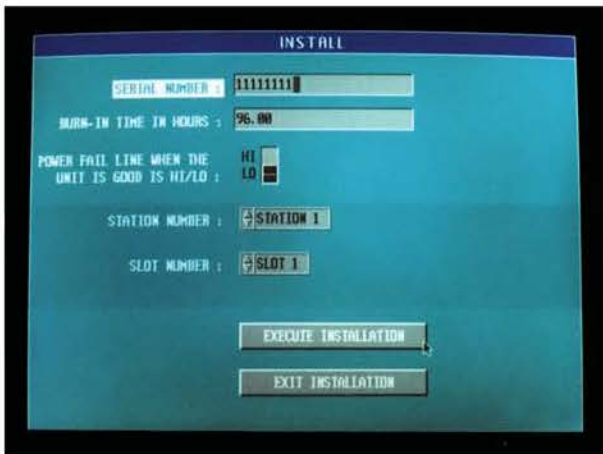 INSTALL
SERIAL NUMBER : 11111111
BURN-IN TIME IN HOURS : 96.00
POWER FAIL LINE WHEN THE
UNIT IS GOOD IS HI/LO :
HI
LO
STATION NUMBER : STATION 1
SLOT NUMBER : SLOT 1
EXECUTE INSTALLATION
EXIT INSTALLATION